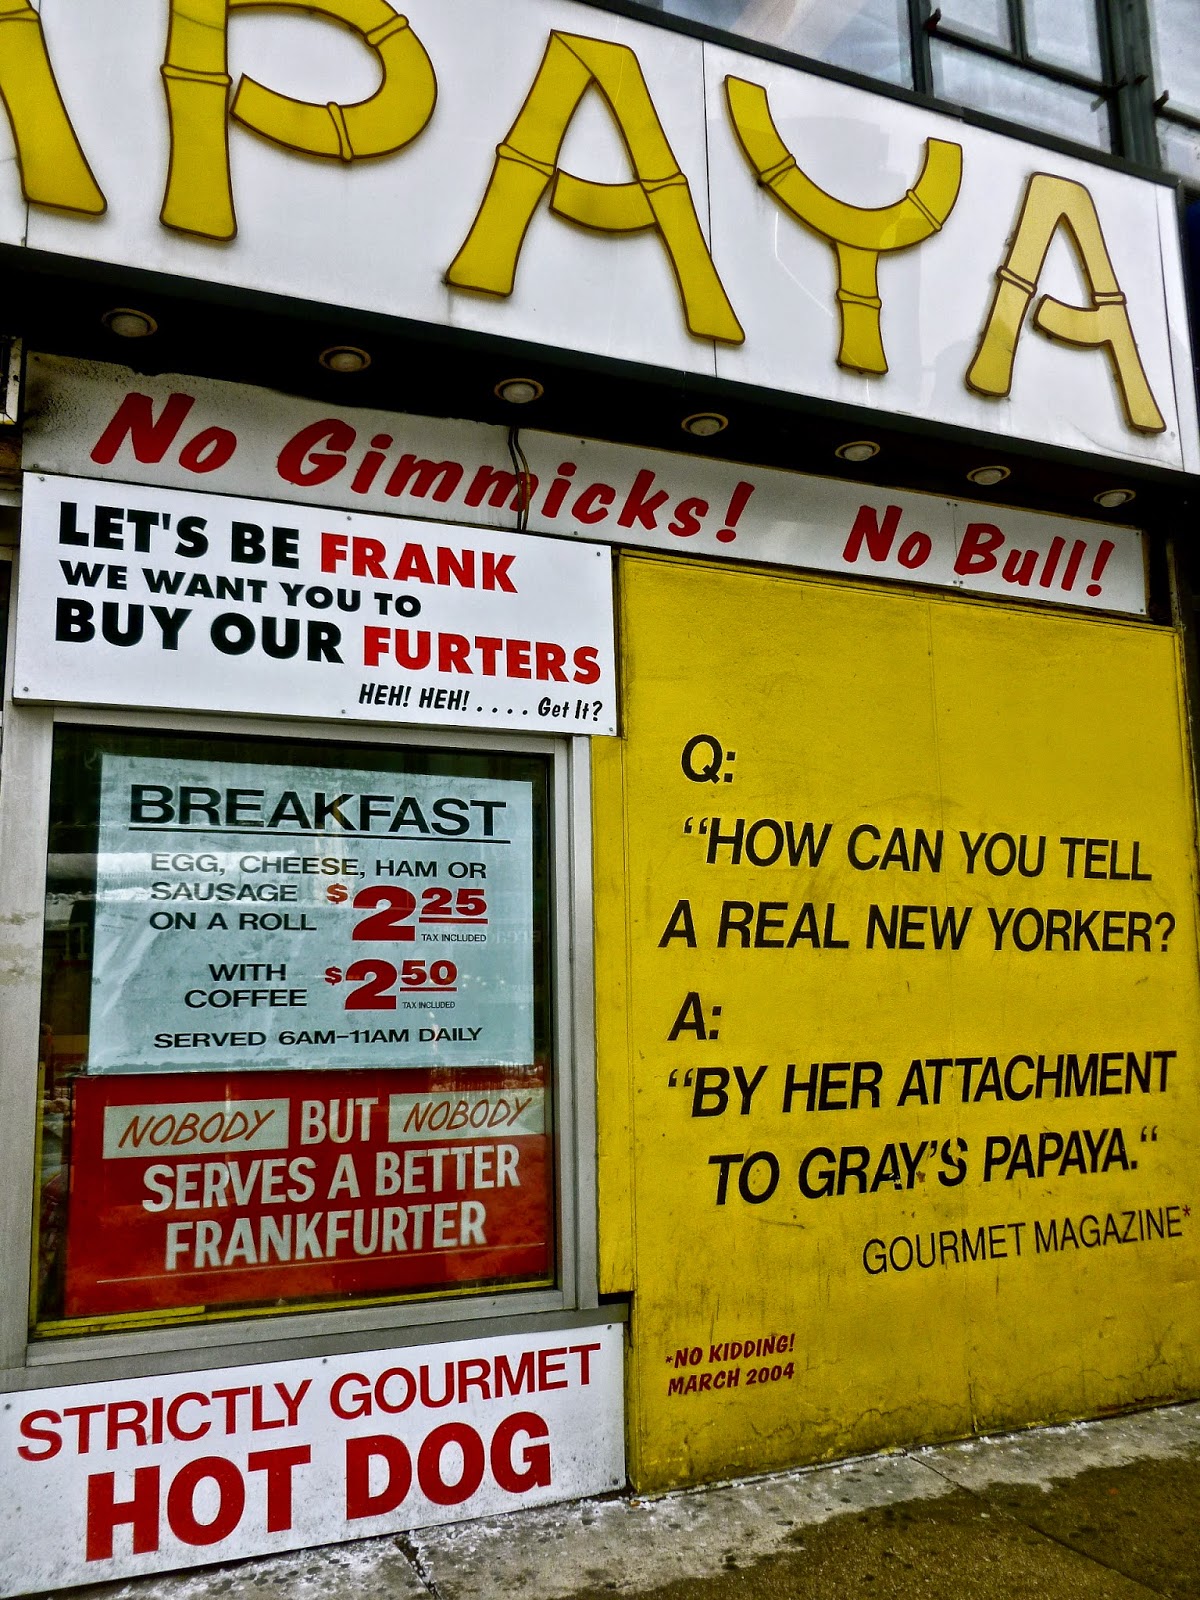 PAPAYA
No Gimmicks! No Bull!
LET'S BE FRANK
WE WANT YOU TO
BUY OUR FURTERS
HEH! HEH! . . . . Get It?
BREAKFAST
EGG, CHEESE, HAM OR
SAUSAGE $2 25
ON A ROLL TAX INCLUDED
WITH
COFFEE $2 50
TAX INCLUDED
SERVED 6AM–11AM DAILY
NOBODY BUT NOBODY
SERVES A BETTER
FRANKFURTER
STRICTLY GOURMET
HOT DOG
Q:
“HOW CAN YOU TELL
A REAL NEW YORKER?
A:
“BY HER ATTACHMENT
TO GRAY'S PAPAYA.“
GOURMET MAGAZINE*
*NO KIDDING!
MARCH 2004